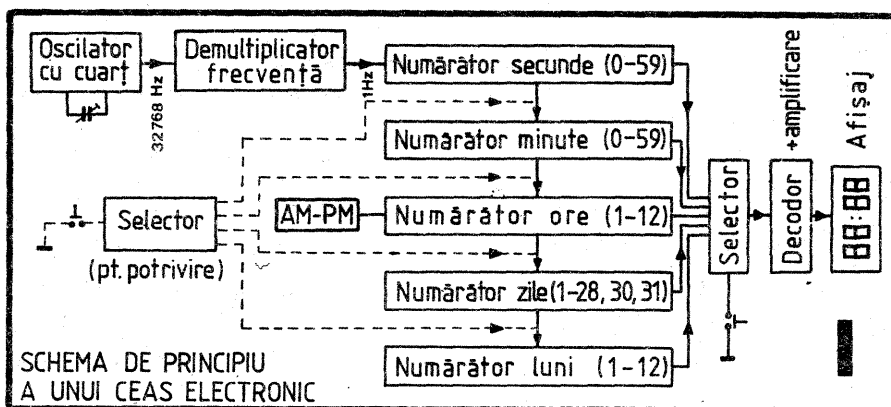 Oscilator
cu cuarț
Demultiplicator
frecvență
32768 Hz
1Hz
Numărător secunde (0-59)
Numărător minute (0-59)
AM-PM
Numărător ore (1-12)
Numărător zile(1-28, 30, 31)
Numărător luni (1-12)
Selector
(pt. potrivire)
Selector
Decodor
+amplificare
Afișaj
88:88
SCHEMA DE PRINCIPIU
A UNUI CEAS ELECTRONIC